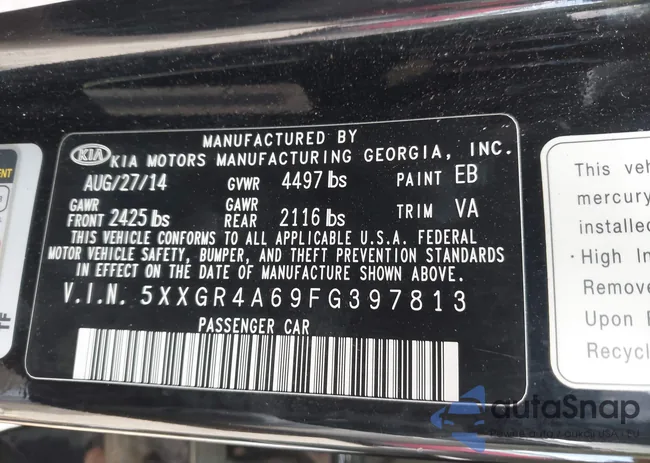 MANUFACTURED BY
KIA KIA MOTORS MANUFACTURING GEORGIA, INC.
AUG/27/14 GVWR 4497 lbs PAINT EB
GAWR FRONT 2425 lbs GAWR REAR 2116 lbs TRIM VA
THIS VEHICLE CONFORMS TO ALL APPLICABLE U.S.A. FEDERAL
MOTOR VEHICLE SAFETY, BUMPER, AND THEFT PREVENTION STANDARDS
IN EFFECT ON THE DATE OF MANUFACTURE SHOWN ABOVE.
V.I.N. 5XXGR4A69FG397813
PASSENGER CAR
This veh
mercury
installed
·High In
Remove
Upon
Recycl
autaSnap